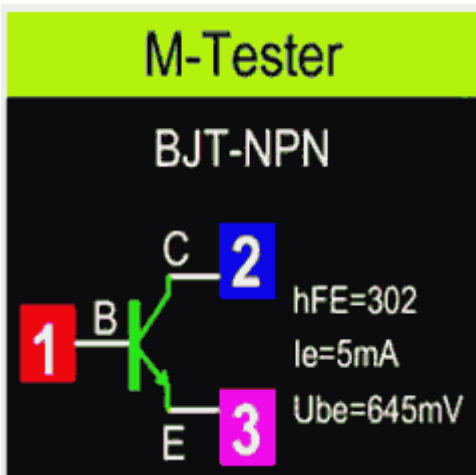 M-Tester
BJT-NPN
C
2
hFE=302
1
B
Ie=5mA
Ube=645mV
E
3